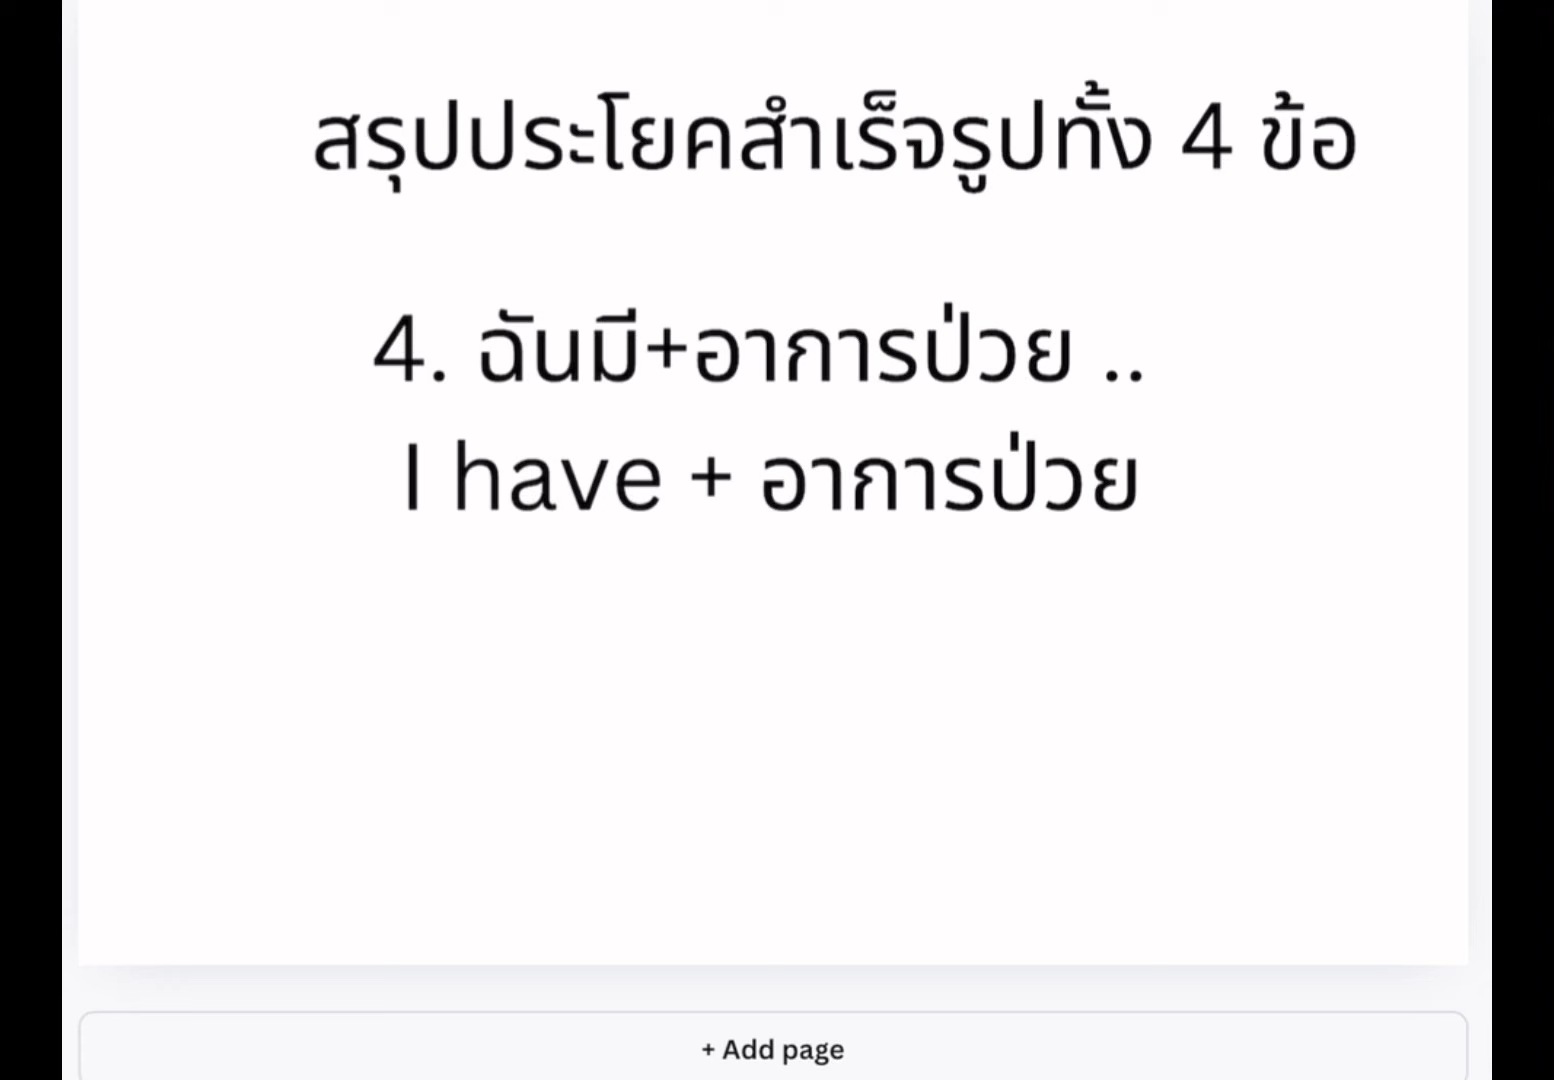 สรุปประโยคสำเร็จรูปทั้ง 4 ข้อ
4. ฉันมี+อาการป่วย ..
I have + อาการป่วย
+ Add page